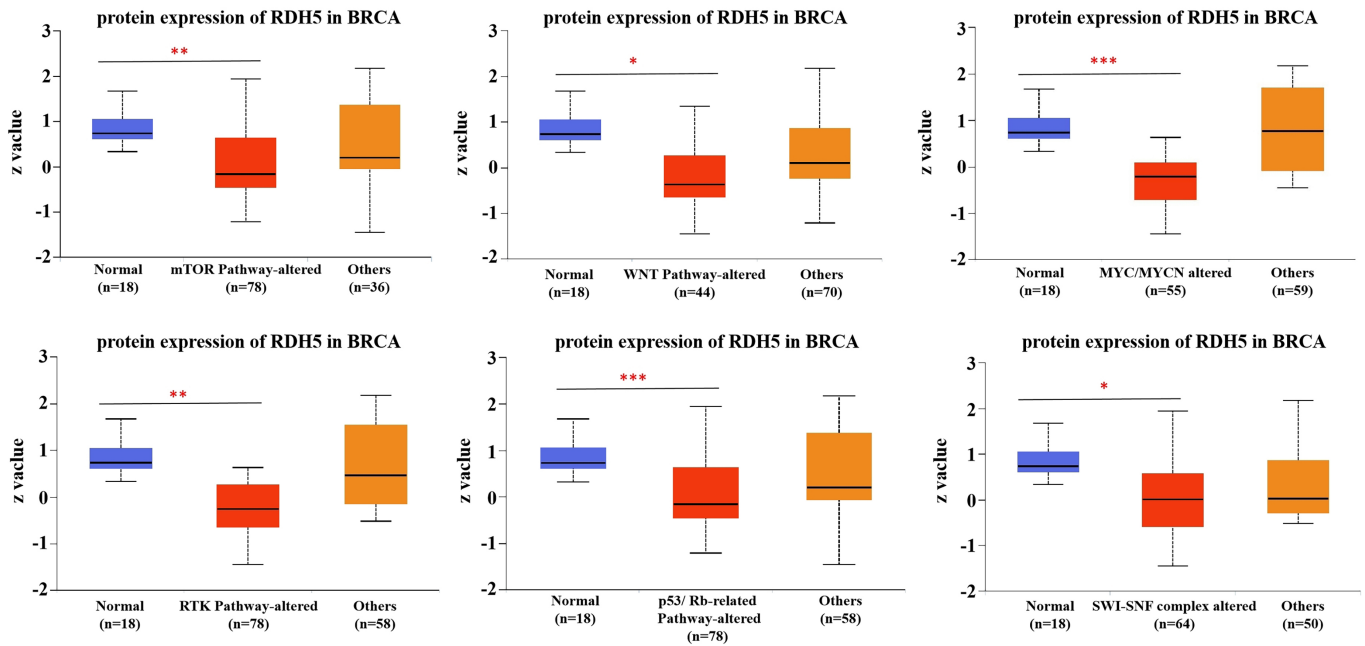 protein expression of RDH5 in BRCA
3
**
2
1
0
-1
-2
z vaclue
Normal
(n=18)
mTOR Pathway-altered
(n=78)
Others
(n=36)
protein expression of RDH5 in BRCA
3
*
2
1
0
-1
-2
z vaclue
Normal
(n=18)
WNT Pathway-altered
(n=44)
Others
(n=70)
protein expression of RDH5 in BRCA
3
***
2
1
0
-1
-2
z vaclue
Normal
(n=18)
MYC/MYCN altered
(n=55)
Others
(n=59)
protein expression of RDH5 in BRCA
3
**
2
1
0
-1
-2
z vaclue
Normal
(n=18)
RTK Pathway-altered
(n=78)
Others
(n=58)
protein expression of RDH5 in BRCA
3
***
2
1
0
-1
-2
z vaclue
Normal
(n=18)
p53/ Rb-related
Pathway-altered
(n=78)
Others
(n=58)
protein expression of RDH5 in BRCA
3
*
2
1
0
-1
-2
z vaclue
Normal
(n=18)
SWI-SNF complex altered
(n=64)
Others
(n=50)